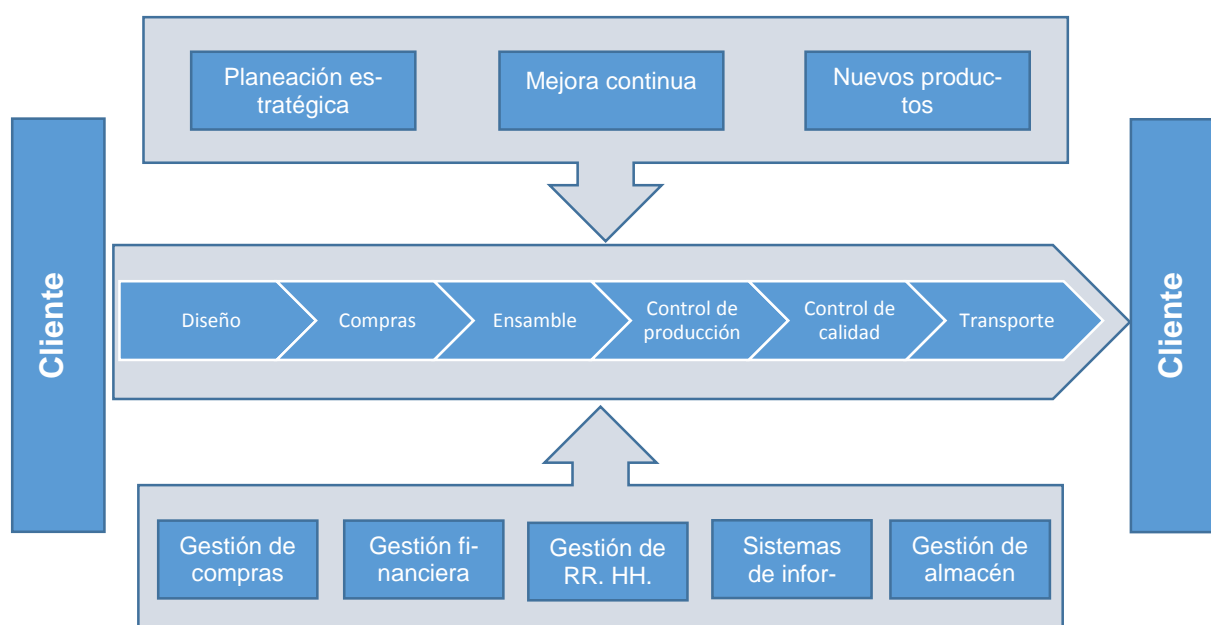 Planeación es-
tratégica
Mejora continua
Nuevos produc-
tos
Cliente
Diseño
Compras
Ensamble
Control de
producción
Control de
calidad
Transporte
Cliente
Gestión de
compras
Gestión fi-
nanciera
Gestión de
RR. HH.
Sistemas
de infor-
Gestión de
almacén